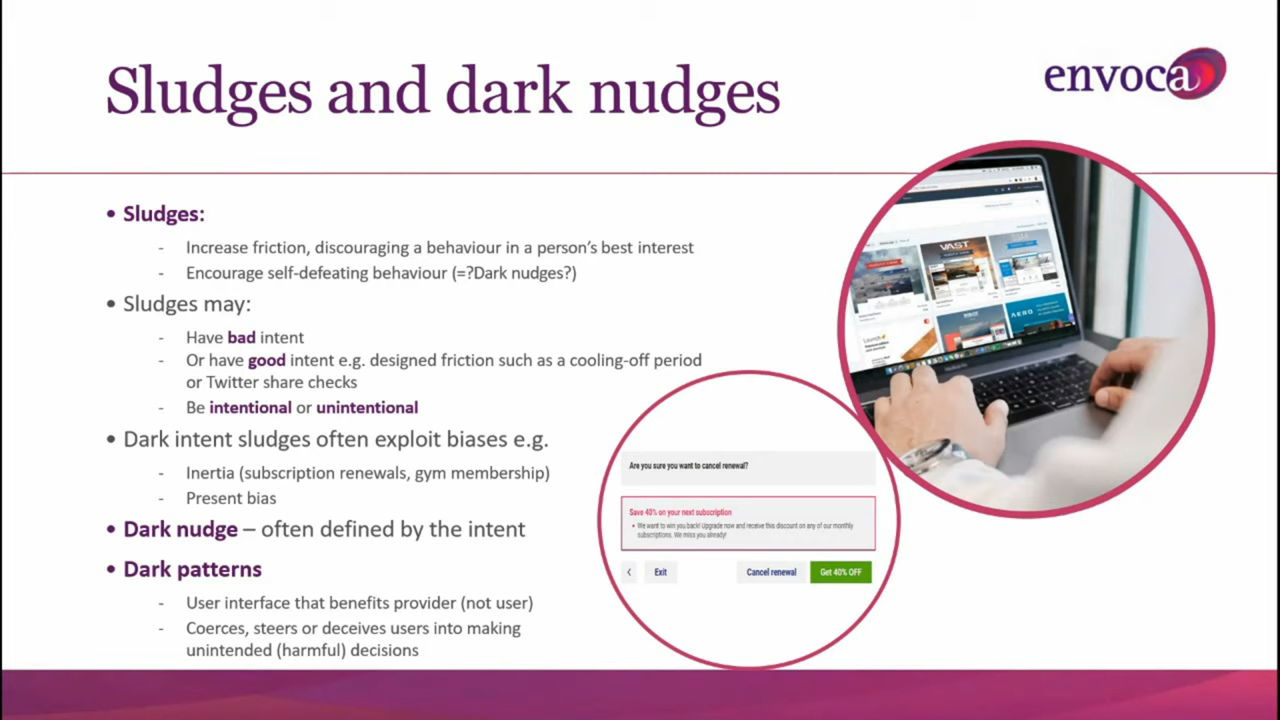 Sludges and dark nudges
envoca
• Sludges:
- Increase friction, discouraging a behaviour in a person's best interest
- Encourage self-defeating behaviour (=?Dark nudges?)
• Sludges may:
- Have bad intent
- Or have good intent e.g. designed friction such as a cooling-off period
or Twitter share checks
- Be intentional or unintentional
• Dark intent sludges often exploit biases e.g.
- Inertia (subscription renewals, gym membership)
- Present bias
• Dark nudge – often defined by the intent
• Dark patterns
- User interface that benefits provider (not user)
- Coerces, steers or deceives users into making
unintended (harmful) decisions
Are you sure you want to cancel renewal?
Save 40% on your next subscription
• We want to win you back! Upgrade now and receive this discount on any of our monthly
subscriptions. We miss you already!
< Exit Cancel renewal Get 40% OFF
VAST
AERO
Launch